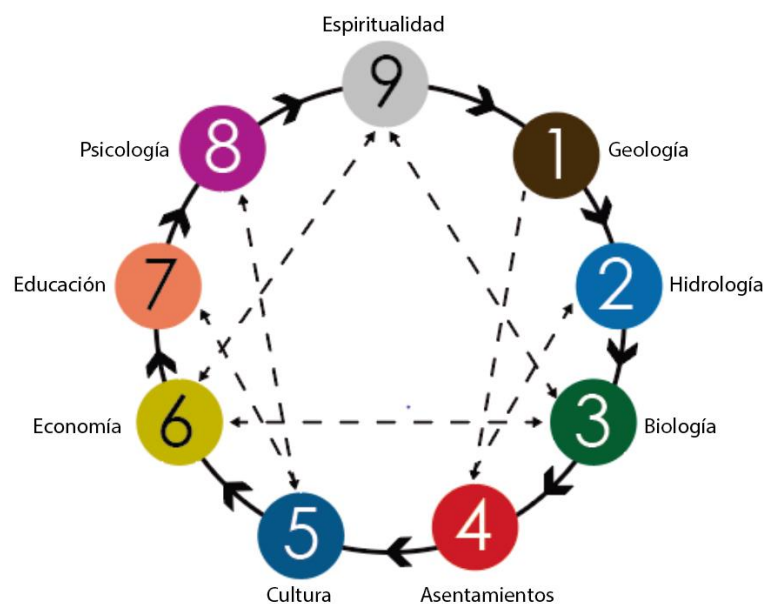 Espiritualidad
9
Psicología
8
1
Geología
Educación
7
2
Hidrología
Economía
6
3
Biología
5
4
Cultura
Asentamientos